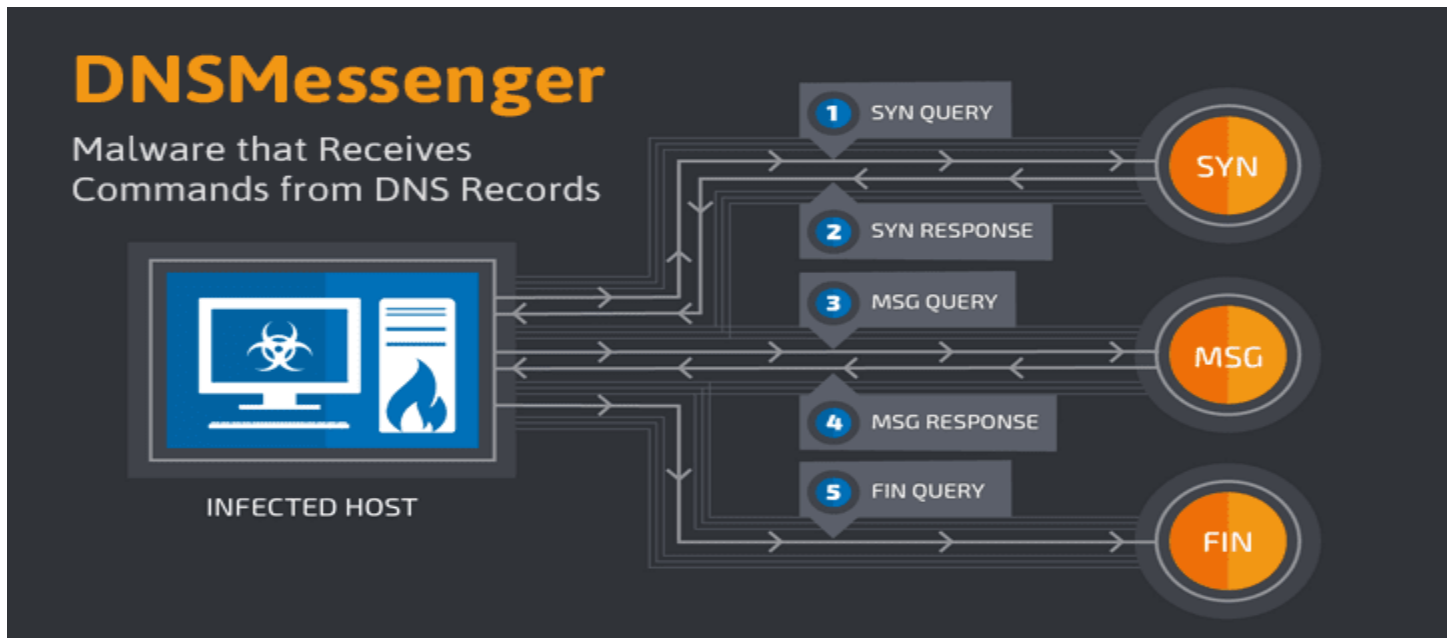 DNSMessenger
Malware that Receives
Commands from DNS Records
1 SYN QUERY
SYN
2 SYN RESPONSE
3 MSG QUERY
MSG
4 MSG RESPONSE
5 FIN QUERY
FIN
INFECTED HOST